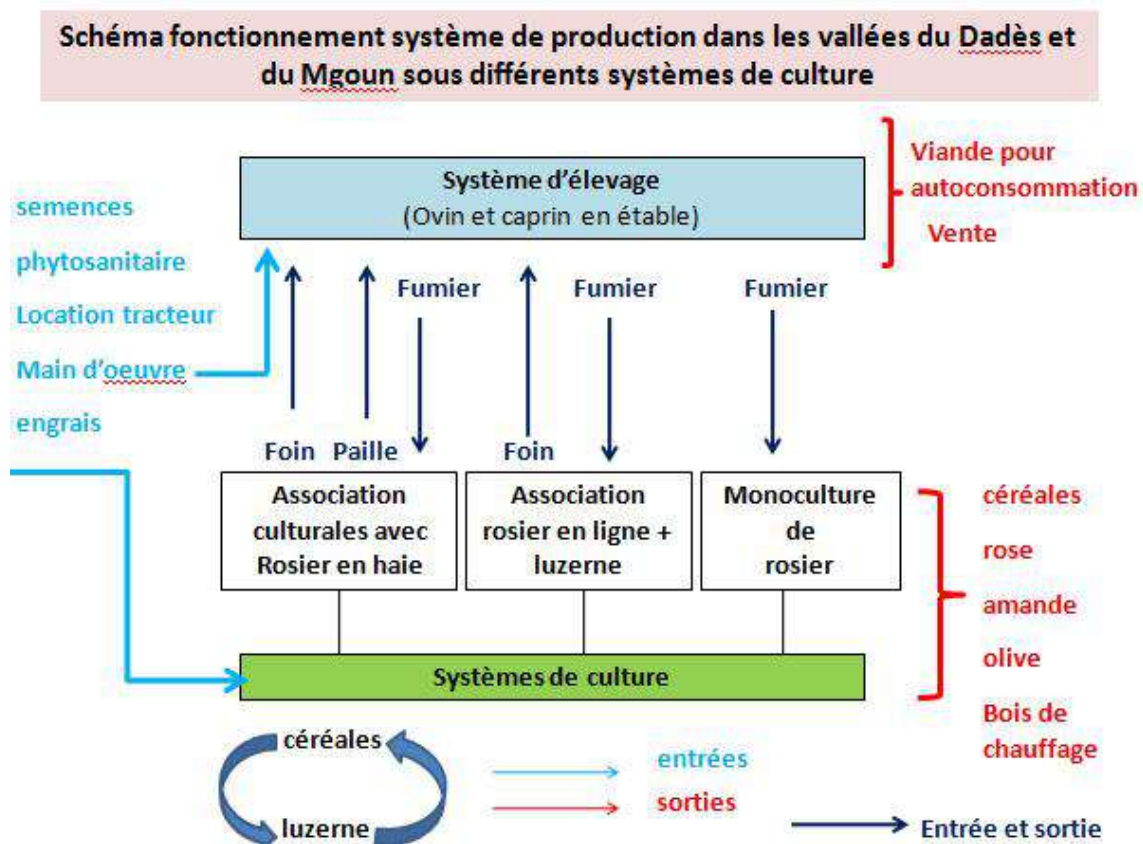 Schéma fonctionnement système de production dans les vallées du Dadès et
du Mgoun sous différents systèmes de culture
Système d'élevage
(Ovin et caprin en étable)
Viande pour
autoconsommation
Vente
semences
phytosanitaire
Location tracteur
Main d'oeuvre
engrais
Fumier
Fumier
Fumier
Foin
Paille
Foin
Association
culturales avec
Rosier en haie
Association
rosier en ligne +
luzerne
Monoculture
de
rosier
céréales
rose
amande
olive
Bois de
chauffage
Systèmes de culture
céréales
luzerne
entrées
sorties
Entrée et sortie